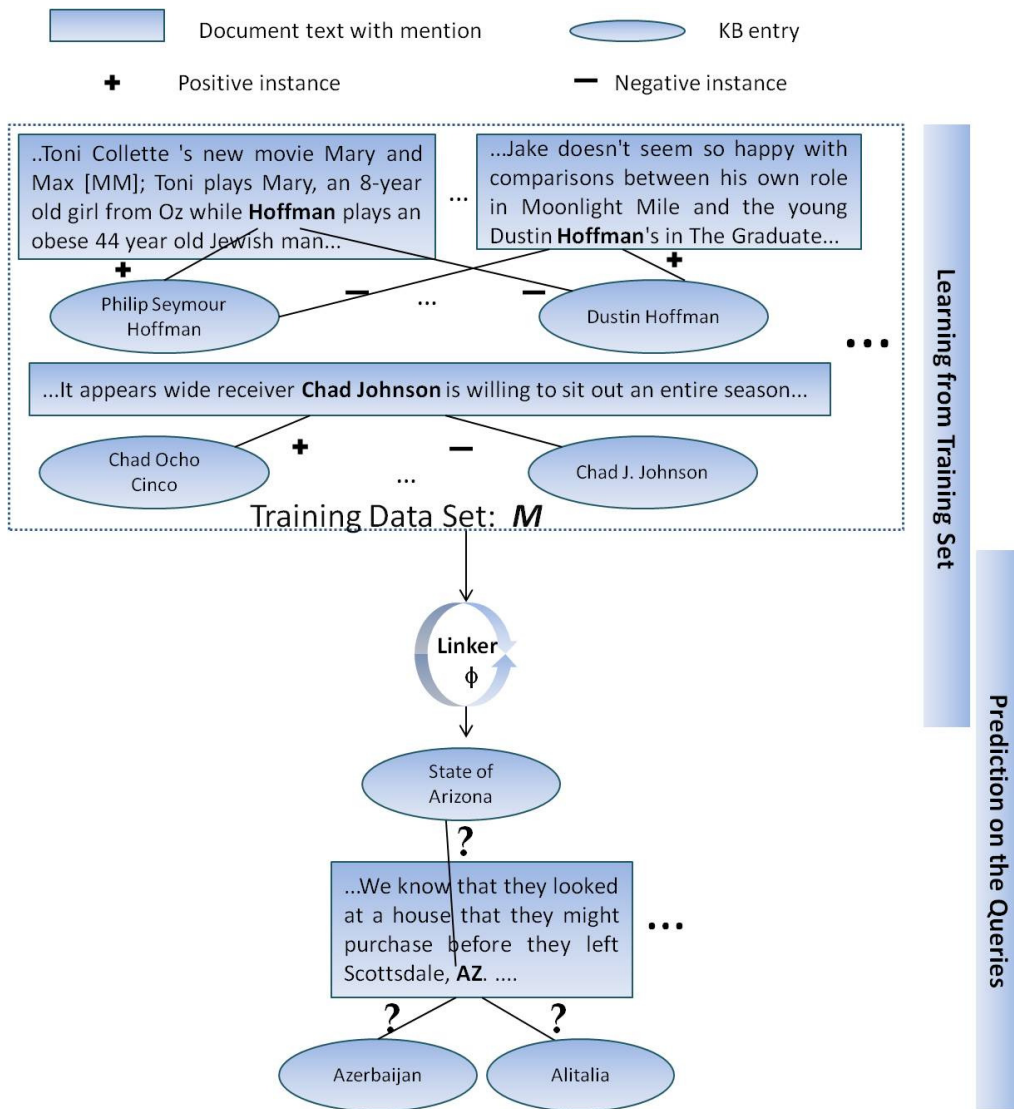 Document text with mention
KB entry
+ Positive instance
− Negative instance
..Toni Collette 's new movie Mary and
Max [MM]; Toni plays Mary, an 8-year
old girl from Oz while Hoffman plays an
obese 44 year old Jewish man...
...
...Jake doesn't seem so happy with
comparisons between his own role
in Moonlight Mile and the young
Dustin Hoffman's in The Graduate...
+
−
...
−
+
Philip Seymour
Hoffman
Dustin Hoffman
...
...It appears wide receiver Chad Johnson is willing to sit out an entire season...
+
−
...
Chad Ocho
Cinco
Chad J. Johnson
Training Data Set: M
Learning from Training Set
Linker
ϕ
State of
Arizona
?
...We know that they looked
at a house that they might
purchase before they left
Scottsdale, AZ. ....
...
?
?
Azerbaijan
Alitalia
Prediction on the Queries